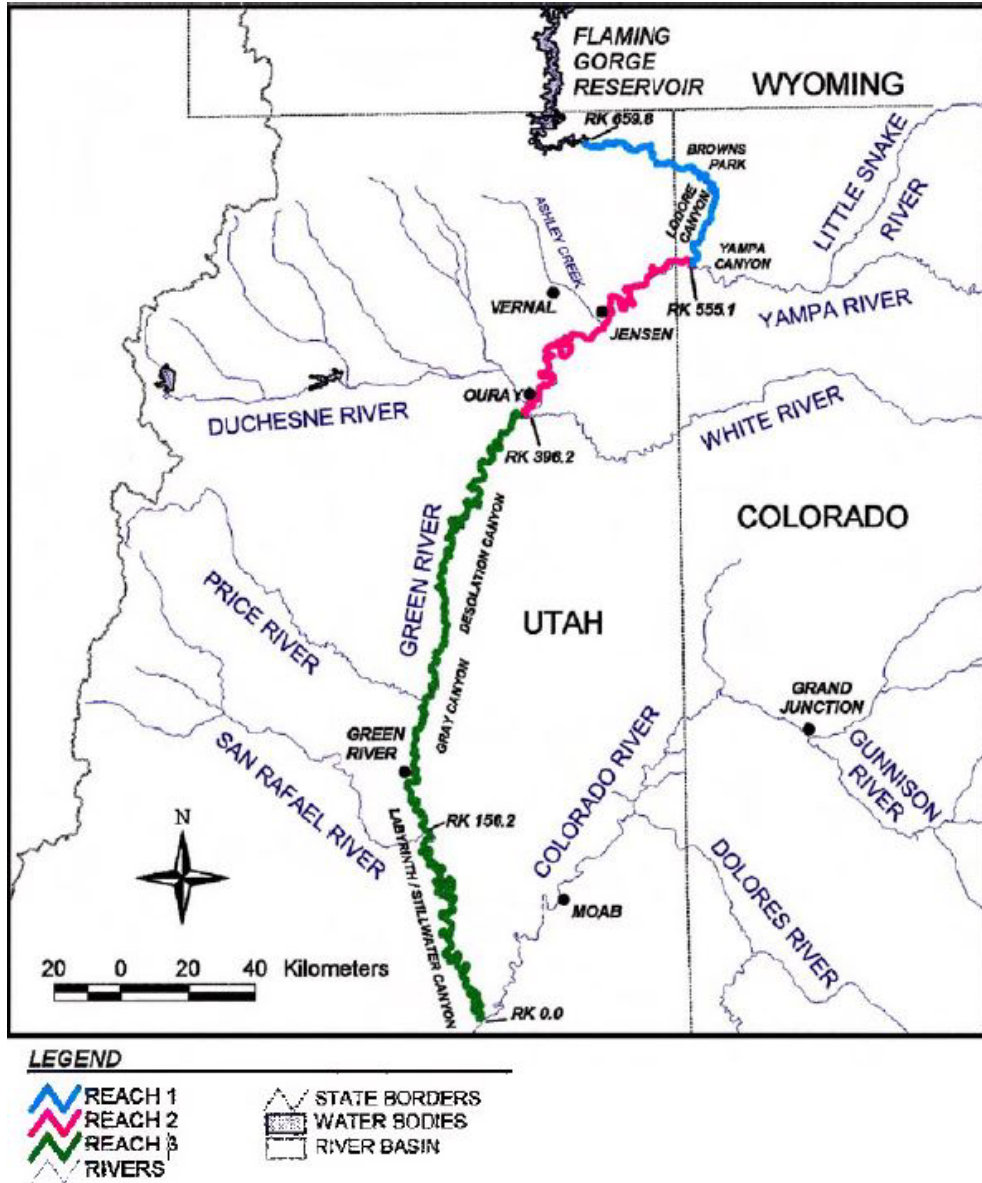 FLAMING
GORGE
RESERVOIR
WYOMING
RK 659.8
BROWNS
PARK
LITTLE SNAKE
RIVER
LODORE
CANYON
ASHLEY CREEK
YAMPA
CANYON
VERNAL
RK 555.1
YAMPA RIVER
JENSEN
OURAY
DUCHESNE RIVER
WHITE RIVER
RK 396.2
GREEN RIVER
DESOLATION CANYON
COLORADO
PRICE RIVER
UTAH
GRAY CANYON
GRAND
JUNCTION
GREEN
RIVER
SAN RAFAEL RIVER
COLORADO RIVER
GUNNISON
RIVER
LABYRINTH / STILLWATER CANYON
RK 156.2
N
DOLORES RIVER
MOAB
20 0 20 40 Kilometers
RK 0.0
LEGEND
REACH 1
REACH 2
REACH 3
RIVERS
STATE BORDERS
WATER BODIES
RIVER BASIN